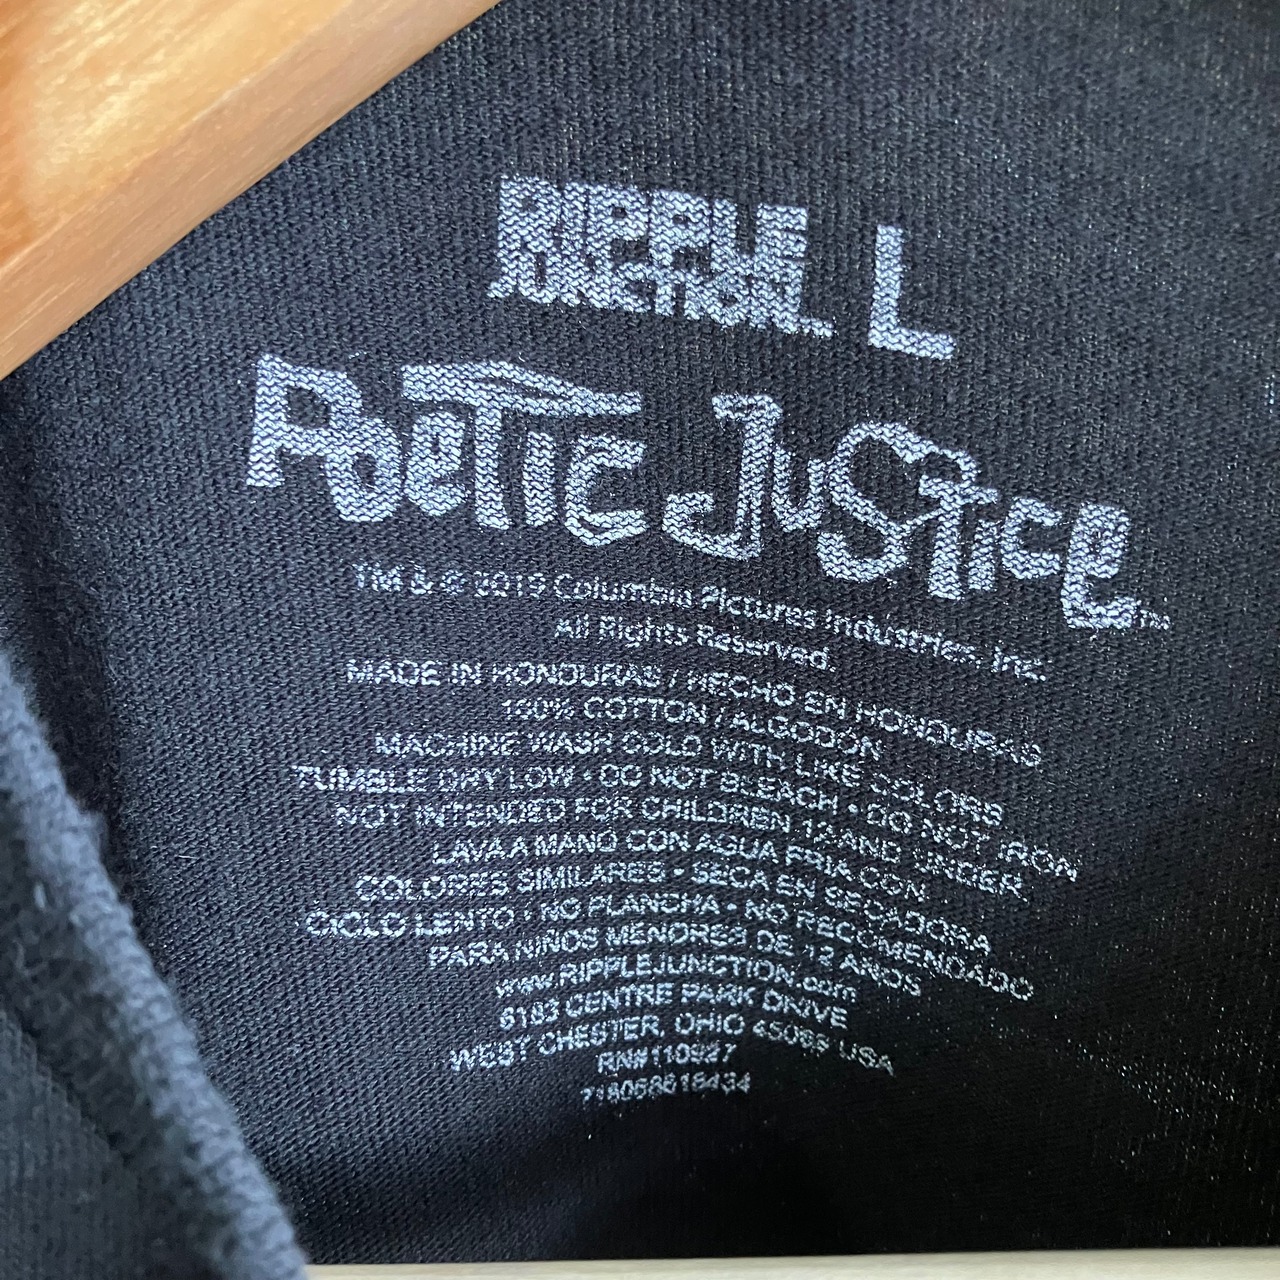 RIPPLE
JUNCTION L
Poetic Justice™
TM & © 2019 Columbia Pictures Industries, Inc.
All Rights Reserved.
MADE IN HONDURAS / HECHO EN HONDURAS
100% COTTON / ALGODÓN
MACHINE WASH COLD WITH LIKE COLORS
TUMBLE DRY LOW • DO NOT BLEACH • DO NOT IRON
NOT INTENDED FOR CHILDREN 12 AND UNDER
LAVA A MANO CON AGUA FRIA CON
COLORES SIMILARES • SECA EN SECADORA
CICLO LENTO • NO PLANCHA • NO RECOMENDADO
PARA NIÑOS MENORES DE 12 AÑOS
www.RIPPLEJUNCTION.com
6183 CENTRE PARK DRIVE
WEST CHESTER, OHIO 45069 USA